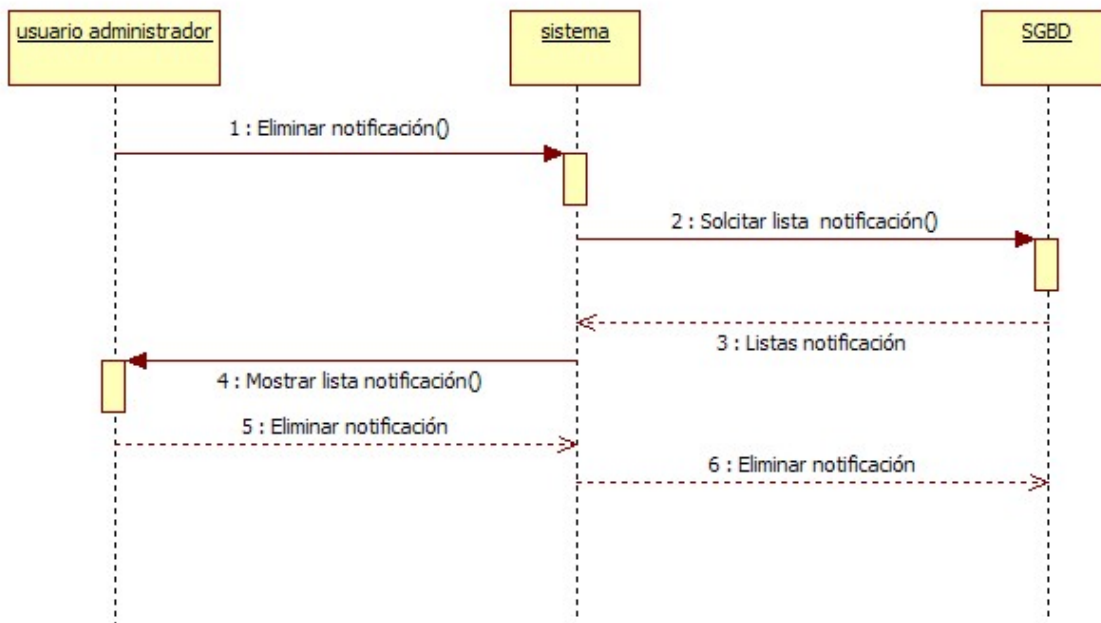 usuario administrador
sistema
SGBD
1 : Eliminar notificación()
2 : Solcitar lista notificación()
3 : Listas notificación
4 : Mostrar lista notificación()
5 : Eliminar notificación
6 : Eliminar notificación